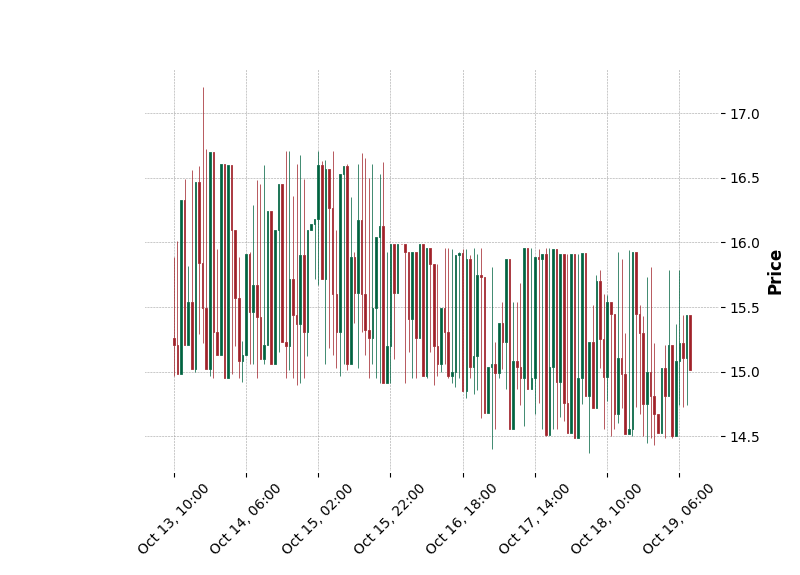 17.0
16.5
16.0
15.5
15.0
14.5
Price
Oct 13, 10:00
Oct 14, 06:00
Oct 15, 02:00
Oct 15, 22:00
Oct 16, 18:00
Oct 17, 14:00
Oct 18, 10:00
Oct 19, 06:00